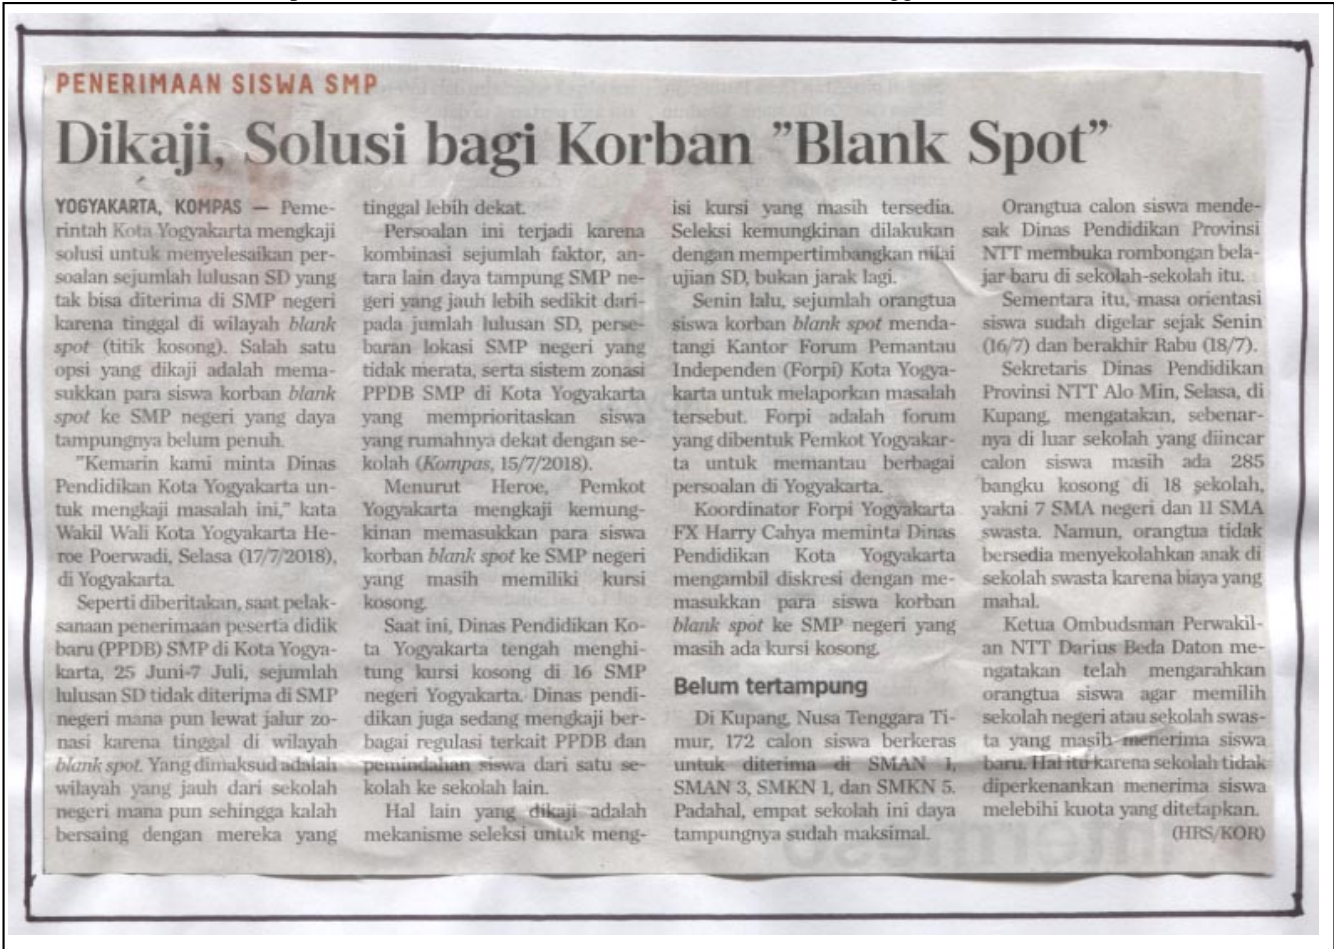 PENERIMAAN SISWA SMP
Dikaji, Solusi bagi Korban "Blank Spot"
YOGYAKARTA, KOMPAS — Peme-
rintah Kota Yogyakarta mengkaji
solusi untuk menyelesaikan per-
soalan sejumlah lulusan SD yang
tak bisa diterima di SMP negeri
karena tinggal di wilayah blank
spot (titik kosong). Salah satu
opsi yang dikaji adalah mema-
sukkan para siswa korban blank
spot ke SMP negeri yang daya
tampungnya belum penuh.
"Kemarin kami minta Dinas
Pendidikan Kota Yogyakarta un-
tuk mengkaji masalah ini," kata
Wakil Wali Kota Yogyakarta He-
roe Poerwadi, Selasa (17/7/2018),
di Yogyakarta.
Seperti diberitakan, saat pelak-
sanaan penerimaan peserta didik
baru (PPDB) SMP di Kota Yogya-
karta, 25 Juni-7 Juli, sejumlah
lulusan SD tidak diterima di SMP
negeri mana pun lewat jalur zo-
nasi karena tinggal di wilayah
blank spot. Yang dimaksud adalah
wilayah yang jauh dari sekolah
negeri mana pun sehingga kalah
bersaing dengan mereka yang
tinggal lebih dekat.
Persoalan ini terjadi karena
kombinasi sejumlah faktor, an-
tara lain daya tampung SMP ne-
geri yang jauh lebih sedikit dari-
pada jumlah lulusan SD, perse-
baran lokasi SMP negeri yang
tidak merata, serta sistem zonasi
PPDB SMP di Kota Yogyakarta
yang memprioritaskan siswa
yang rumahnya dekat dengan se-
kolah (Kompas, 15/7/2018).
Menurut Heroe, Pemkot
Yogyakarta mengkaji kemung-
kinan memasukkan para siswa
korban blank spot ke SMP negeri
yang masih memiliki kursi
kosong.
Saat ini, Dinas Pendidikan Ko-
ta Yogyakarta tengah menghi-
tung kursi kosong di 16 SMP
negeri Yogyakarta. Dinas pendi-
dikan juga sedang mengkaji ber-
bagai regulasi terkait PPDB dan
pemindahan siswa dari satu se-
kolah ke sekolah lain.
Hal lain yang dikaji adalah
mekanisme seleksi untuk meng-
isi kursi yang masih tersedia.
Seleksi kemungkinan dilakukan
dengan mempertimbangkan nilai
ujian SD, bukan jarak lagi.
Senin lalu, sejumlah orangtua
siswa korban blank spot menda-
tangi Kantor Forum Pemantau
Independen (Forpi) Kota Yogya-
karta untuk melaporkan masalah
tersebut. Forpi adalah forum
yang dibentuk Pemkot Yogyakar-
ta untuk memantau berbagai
persoalan di Yogyakarta.
Koordinator Forpi Yogyakarta
FX Harry Cahya meminta Dinas
Pendidikan Kota Yogyakarta
mengambil diskresi dengan me-
masukkan para siswa korban
blank spot ke SMP negeri yang
masih ada kursi kosong.
Belum tertampung
Di Kupang, Nusa Tenggara Ti-
mur, 172 calon siswa berkeras
untuk diterima di SMAN 1,
SMAN 3, SMKN 1, dan SMKN 5.
Padahal, empat sekolah ini daya
tampungnya sudah maksimal.
Orangtua calon siswa mende-
sak Dinas Pendidikan Provinsi
NTT membuka rombongan bela-
jar baru di sekolah-sekolah itu.
Sementara itu, masa orientasi
siswa sudah digelar sejak Senin
(16/7) dan berakhir Rabu (18/7).
Sekretaris Dinas Pendidikan
Provinsi NTT Alo Min, Selasa, di
Kupang, mengatakan, sebenar-
nya di luar sekolah yang diincar
calon siswa masih ada 285
bangku kosong di 18 sekolah,
yakni 7 SMA negeri dan 11 SMA
swasta. Namun, orangtua tidak
bersedia menyekolahkan anak di
sekolah swasta karena biaya yang
mahal.
Ketua Ombudsman Perwakil-
an NTT Darius Beda Daton me-
ngatakan telah mengarahkan
orangtua siswa agar memilih
sekolah negeri atau sekolah swas-
ta yang masih menerima siswa
baru. Hal itu karena sekolah tidak
diperkenankan menerima siswa
melebihi kuota yang ditetapkan.
(HRS/KOR)